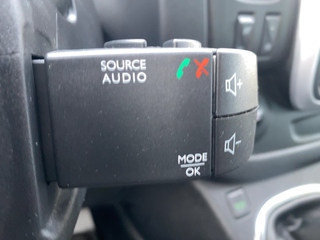 SOURCE
AUDIO
+
-
MODE
OK